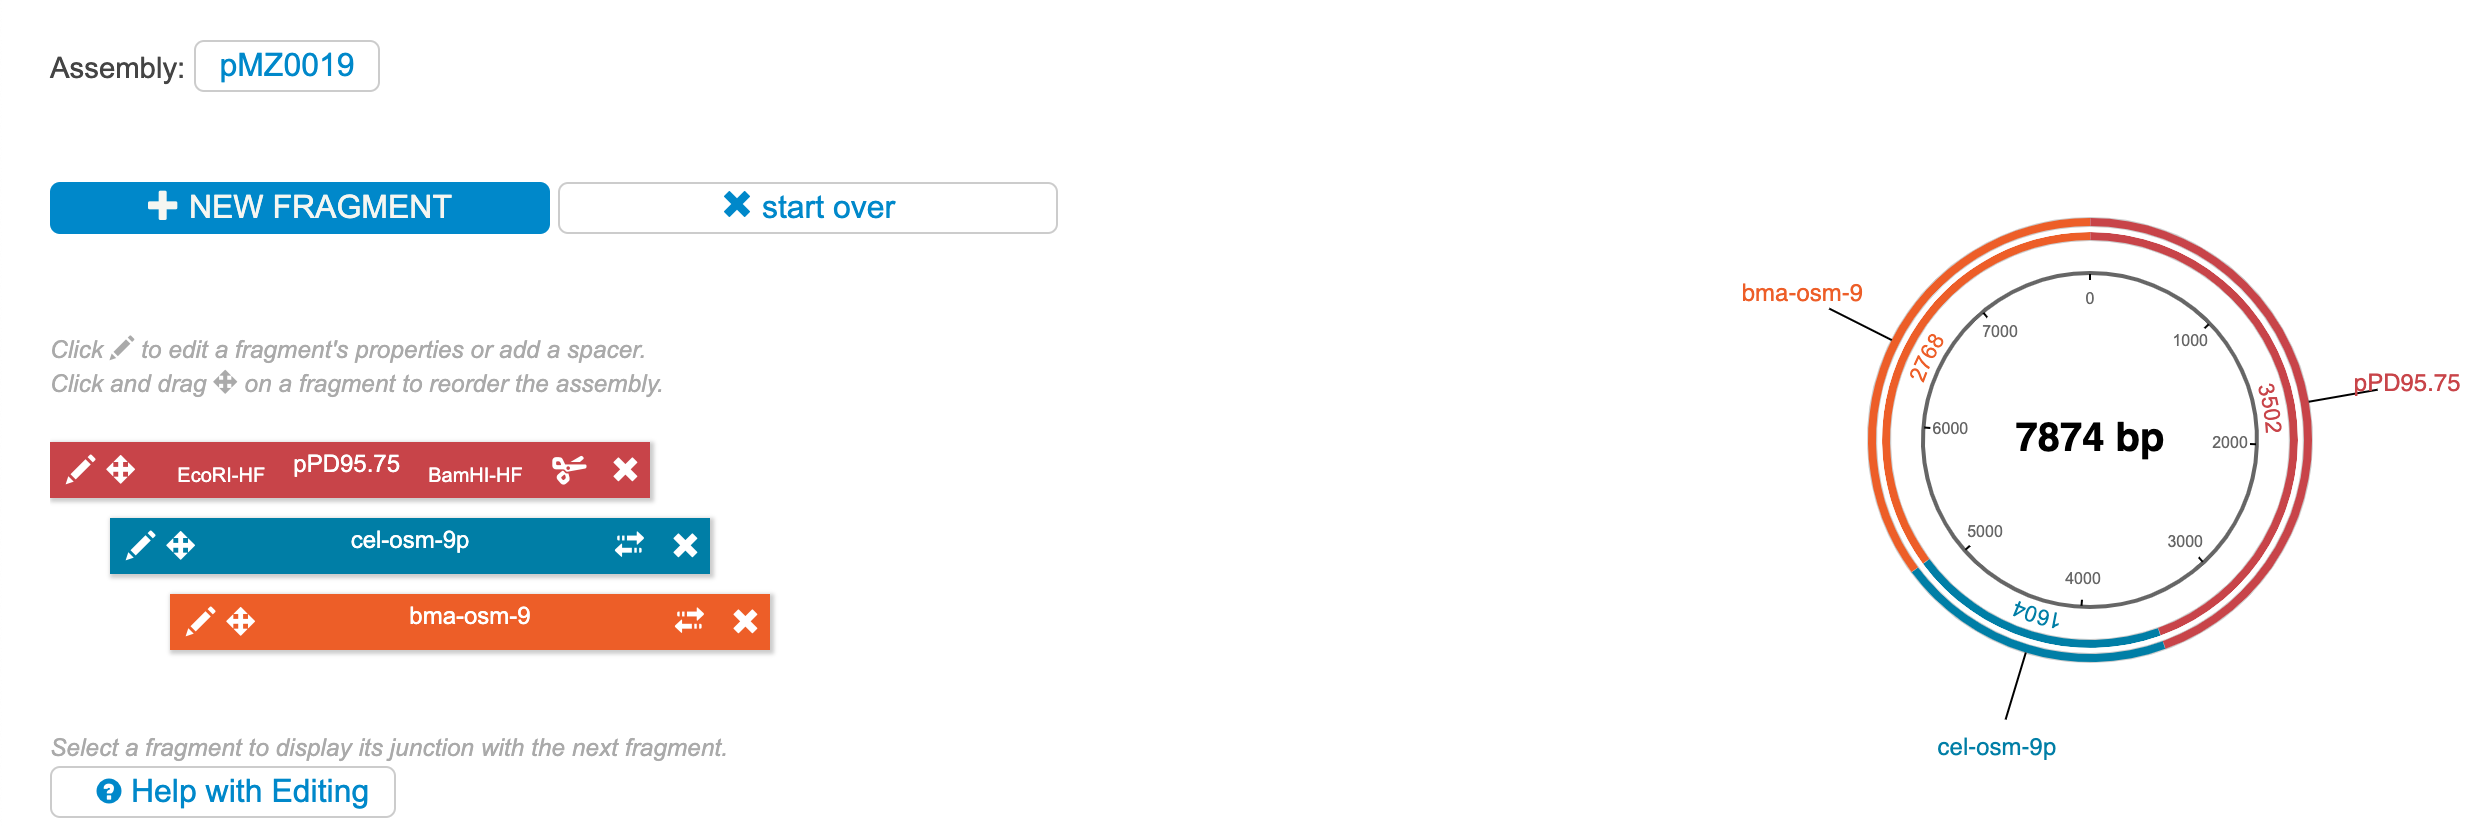 Assembly: pMZ0019
NEW FRAGMENT
start over
Click to edit a fragment's properties or add a spacer.
Click and drag on a fragment to reorder the assembly.
EcoRI-HF pPD95.75 BamHI-HF
cel-osm-9p
bma-osm-9
Select a fragment to display its junction with the next fragment.
Help with Editing
bma-osm-9
pPD95.75
cel-osm-9p
2768
3502
1604
0
1000
2000
3000
4000
5000
6000
7000
7874 bp